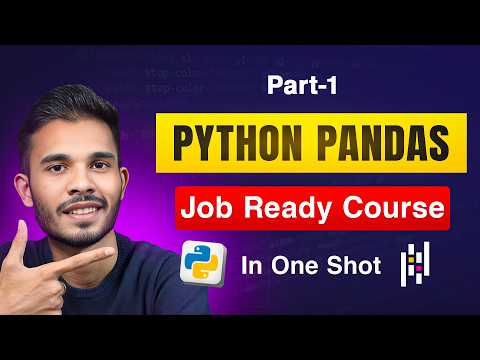 Part-1
PYTHON PANDAS
Job Ready Course
In One Shot